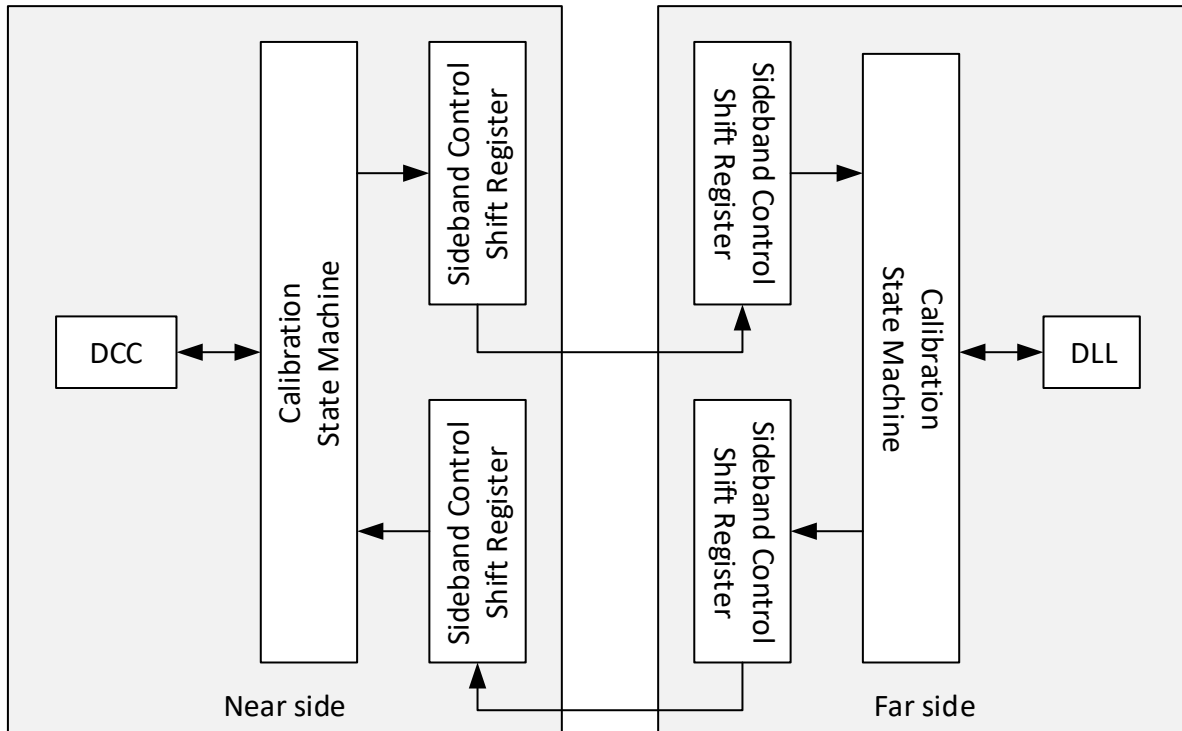 DCC
Calibration
State Machine
Sideband Control
Shift Register
Sideband Control
Shift Register
Near side
Sideband Control
Shift Register
Sideband Control
Shift Register
Calibration
State Machine
DLL
Far side